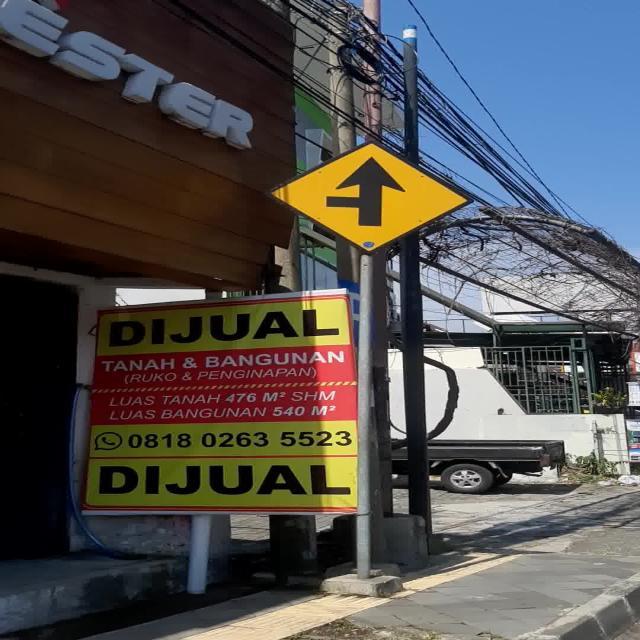 ESTER
DIJUAL
TANAH & BANGUNAN
(RUKO & PENGINAPAN)
LUAS TANAH 476 M² SHM
LUAS BANGUNAN 540 M²
0818 0263 5523
DIJUAL